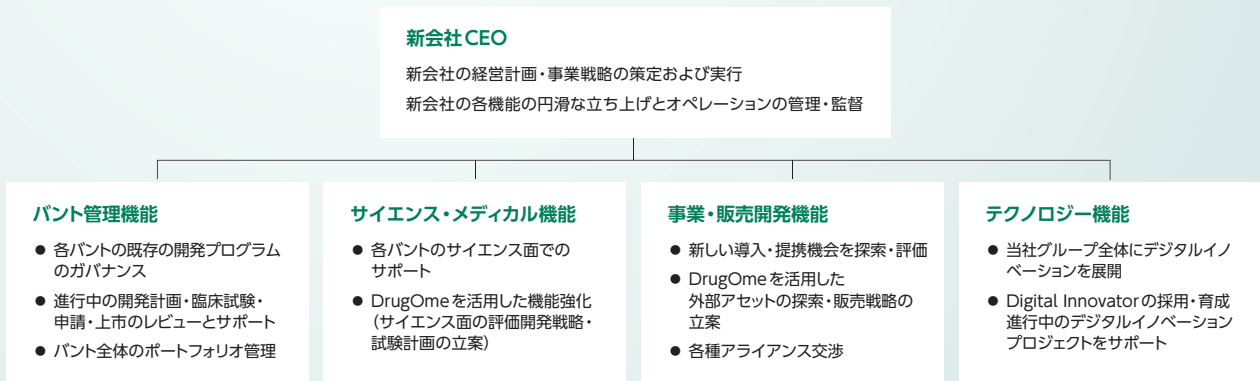 新会社CEO
新会社の経営計画・事業戦略の策定および実行
新会社の各機能の円滑な立ち上げとオペレーションの管理・監督
バント管理機能
● 各バントの既存の開発プログラム
のガバナンス
● 進行中の開発計画・臨床試験・
申請・上市のレビューとサポート
● バント全体のポートフォリオ管理
サイエンス・メディカル機能
● 各バントのサイエンス面での
サポート
● DrugOmeを活用した機能強化
（サイエンス面の評価開発戦略・
試験計画の立案）
事業・販売開発機能
● 新しい導入・提携機会を探索・評価
● DrugOmeを活用した
外部アセットの探索・販売戦略の
立案
● 各種アライアンス交渉
テクノロジー機能
● 当社グループ全体にデジタルイノ
ベーションを展開
● Digital Innovatorの採用・育成
進行中のデジタルイノベーション
プロジェクトをサポート